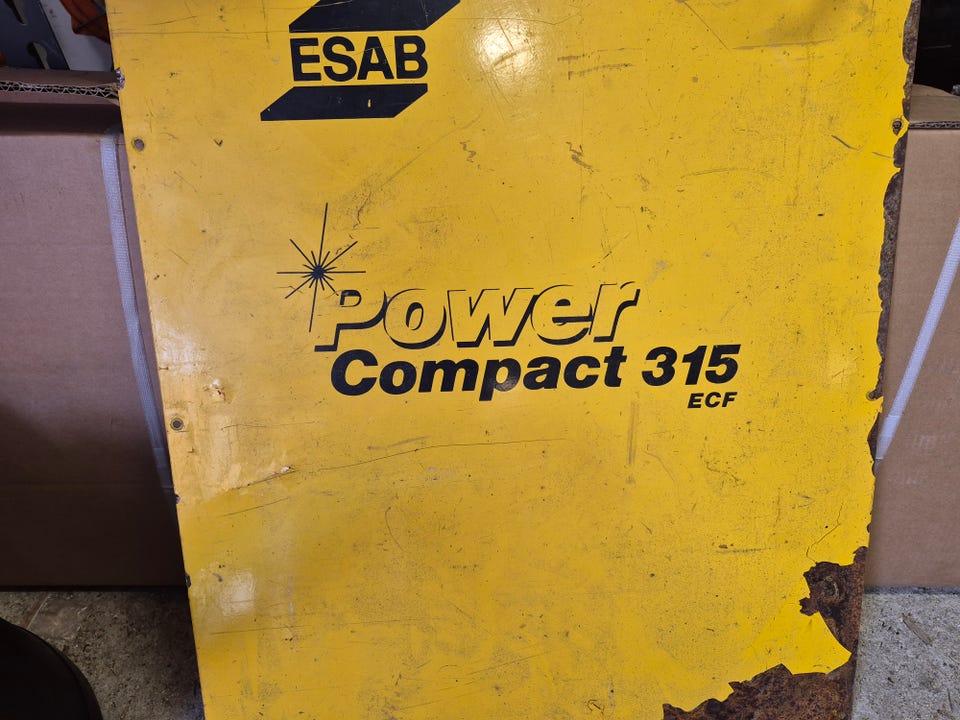 ESAB
Power
Compact 315
ECF